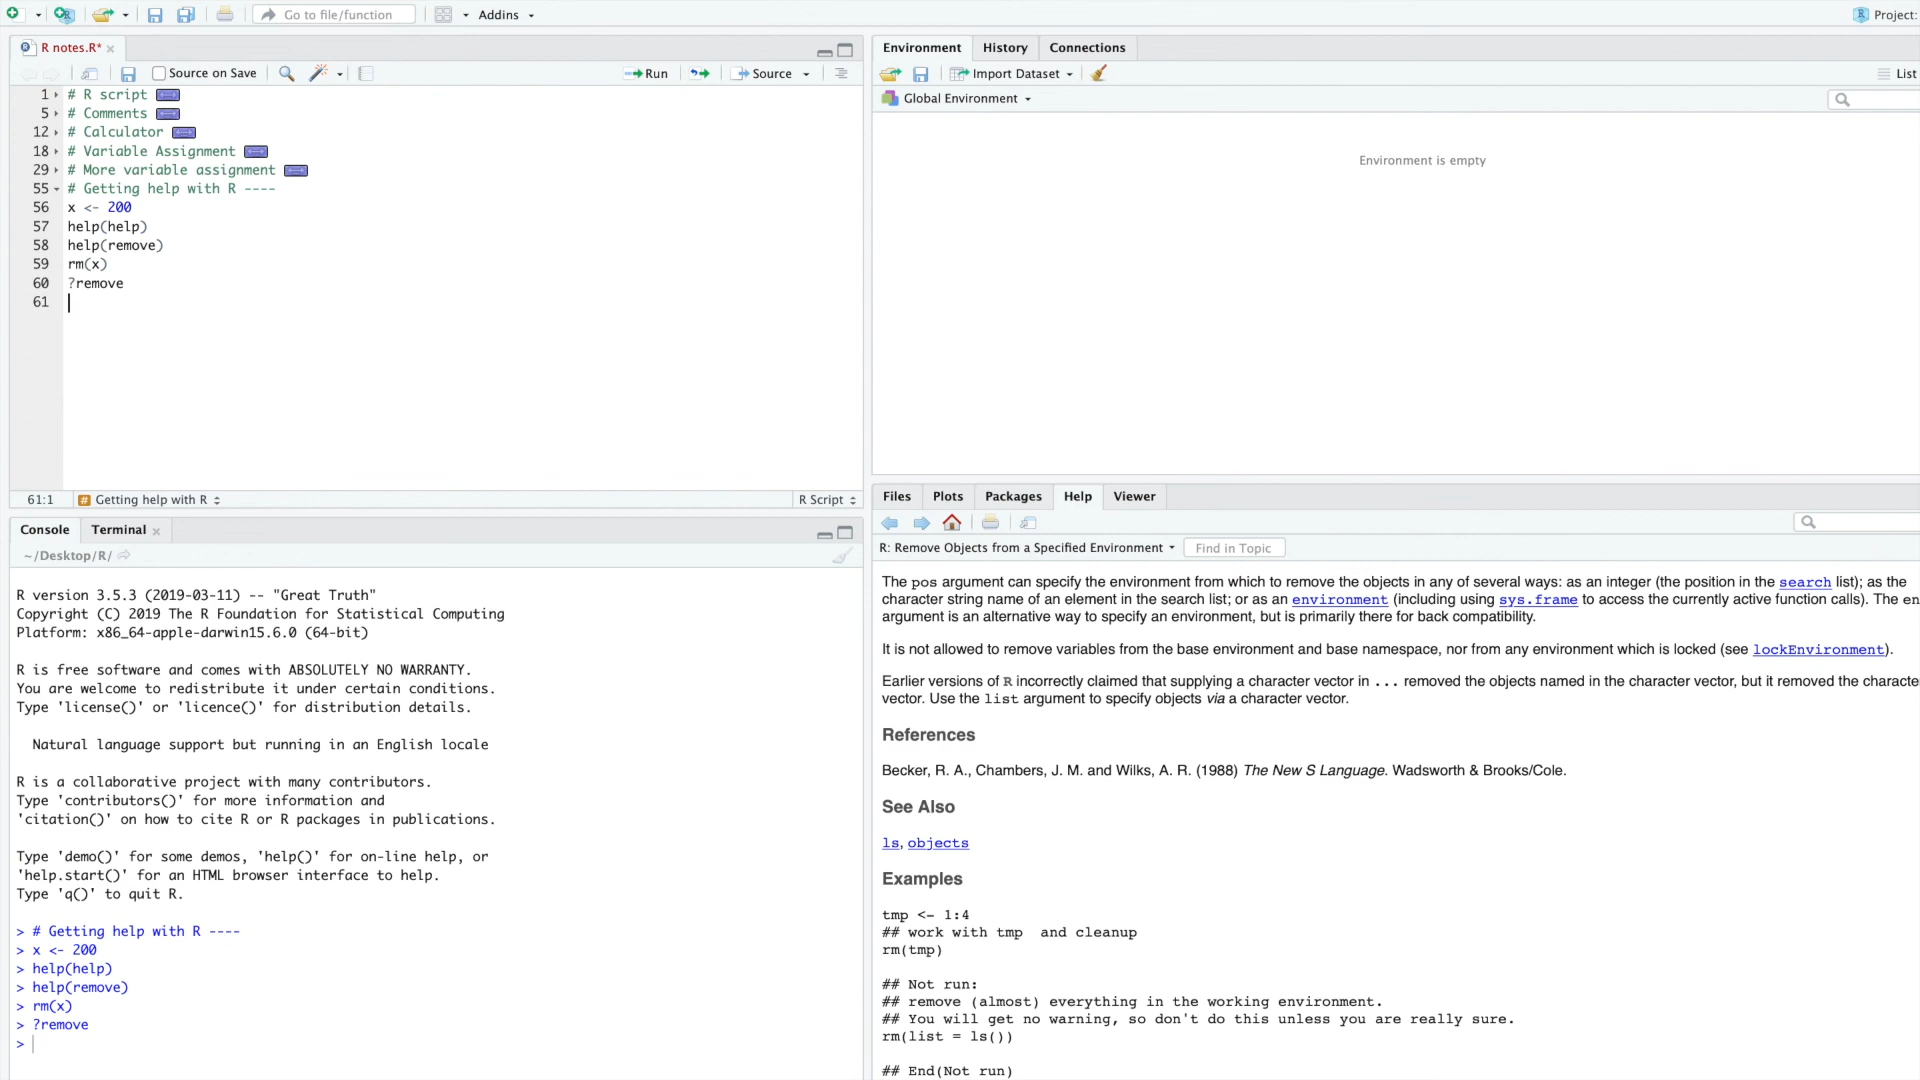 Go to file/function
Addins
Project:
R notes.R*
Source on Save
Run
Source
1 # R script
5 # Comments
12 # Calculator
18 # Variable Assignment
29 # More variable assignment
55 # Getting help with R ----
56 x <- 200
57 help(help)
58 help(remove)
59 rm(x)
60 ?remove
61
61:1 # Getting help with R R Script
Console Terminal
~/Desktop/R/
R version 3.5.3 (2019-03-11) -- "Great Truth"
Copyright (C) 2019 The R Foundation for Statistical Computing
Platform: x86_64-apple-darwin15.6.0 (64-bit)
R is free software and comes with ABSOLUTELY NO WARRANTY.
You are welcome to redistribute it under certain conditions.
Type 'license()' or 'licence()' for distribution details.
Natural language support but running in an English locale
R is a collaborative project with many contributors.
Type 'contributors()' for more information and
'citation()' on how to cite R or R packages in publications.
Type 'demo()' for some demos, 'help()' for on-line help, or
'help.start()' for an HTML browser interface to help.
Type 'q()' to quit R.
> # Getting help with R ----
> x <- 200
> help(help)
> help(remove)
> rm(x)
> ?remove
>
Environment History Connections
Import Dataset
List
Global Environment
Environment is empty
Files Plots Packages Help Viewer
R: Remove Objects from a Specified Environment
Find in Topic
The pos argument can specify the environment from which to remove the objects in any of several ways: as an integer (the position in the search list); as the
character string name of an element in the search list; or as an environment (including using sys.frame to access the currently active function calls). The en
argument is an alternative way to specify an environment, but is primarily there for back compatibility.
It is not allowed to remove variables from the base environment and base namespace, nor from any environment which is locked (see lockEnvironment).
Earlier versions of R incorrectly claimed that supplying a character vector in ... removed the objects named in the character vector, but it removed the characte
vector. Use the list argument to specify objects via a character vector.
References
Becker, R. A., Chambers, J. M. and Wilks, A. R. (1988) The New S Language. Wadsworth & Brooks/Cole.
See Also
ls, objects
Examples
tmp <- 1:4
## work with tmp  and cleanup
rm(tmp)
## Not run:
## remove (almost) everything in the working environment.
## You will get no warning, so don't do this unless you are really sure.
rm(list = ls())
## End(Not run)